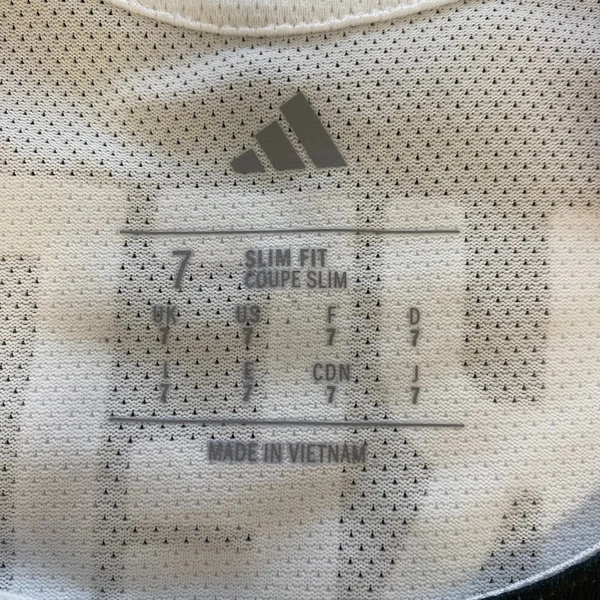 7 SLIM FIT
COUPE SLIM
UK US F D
7 7 7 7
I E CDN J
7 7 7 7
MADE IN VIETNAM